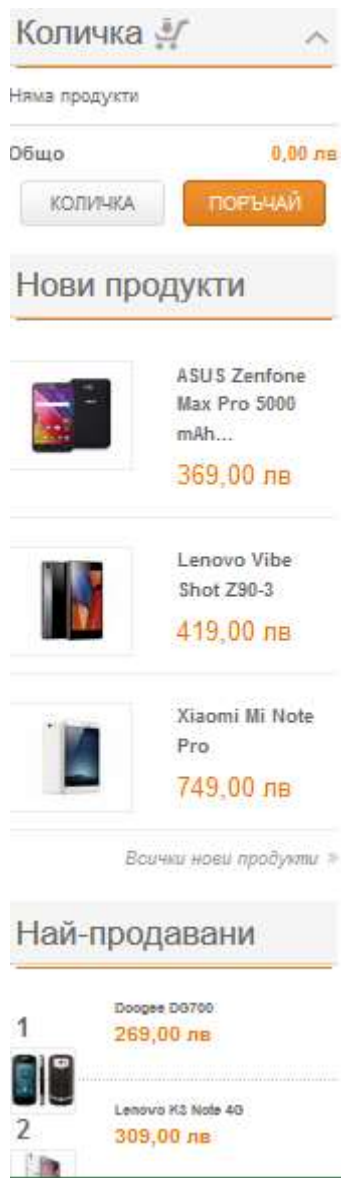 Количка
Няма продукти
Общо 0,00 лв
КОЛИЧКА ПОРЪЧАЙ
Нови продукти
ASUS Zenfone
Max Pro 5000
mAh...
369,00 лв
Lenovo Vibe
Shot Z90-3
419,00 лв
Xiaomi Mi Note
Pro
749,00 лв
Всички нови продукти »
Най-продавани
1
Doogee DG700
269,00 лв
2
Lenovo K3 Note 4G
309,00 лв